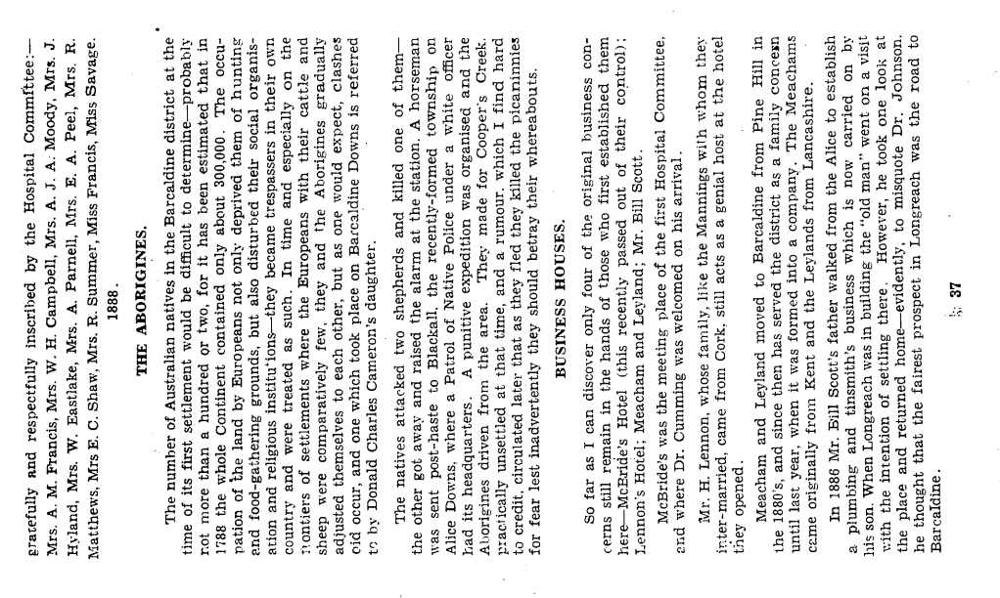 gratefully and respectfully inscribed by the Hospital Committee:—
Mrs. A. M. Francis, Mrs. W. H. Campbell, Mrs. A. J. A. Moody, Mrs. J.
Hyland, Mrs. W. Eastlake, Mrs. A. Parnell, Mrs. E. A. Peel, Mrs. R.
Matthews, Mrs E. C. Shaw, Mrs. R. Summer, Miss Francis, Miss Savage.
1888.
THE ABORIGINES.
The number of Australian natives in the Barcaldine district at the
time of its first settlement would be difficult to determine—probably
not more than a hundred or two, for it has been estimated that in
1788 the whole Continent contained only about 300,000. The occu-
pation of the land by Europeans not only deprived them of hunting
and food-gathering grounds, but also disturbed their social organis-
ation and religious institutions—they became trespassers in their own
country and were treated as such. In time and especially on the
frontiers of settlements where the Europeans with their cattle and
sheep were comparatively few, they and the Aborigines gradually
adjusted themselves to each other, but as one would expect, clashes
did occur, and one which took place on Barcaldine Downs is referred
to by Donald Charles Cameron's daughter.
The natives attacked two shepherds and killed one of them—
the other got away and raised the alarm at the station. A horseman
was sent post-haste to Blackall, the recently-formed township on
Alice Downs, where a Patrol of Native Police under a white officer
had its headquarters. A punitive expedition was organised and the
Aborigines driven from the area. They made for Cooper's Creek,
practically unsettled at that time, and a rumour, which I find hard
to credit, circulated later that as they fled they killed the picaninnies
for fear lest inadvertently they should betray their whereabouts.
BUSINESS HOUSES.
So far as I can discover only four of the original business con-
cerns still remain in the hands of those who first established them
here—McBride's Hotel (this recently passed out of their control);
Lennon's Hotel; Meacham and Leyland; Mr. Bill Scott.
McBride's was the meeting place of the first Hospital Committee,
and where Dr. Cumming was welcomed on his arrival.
Mr. H. Lennon, whose family, like the Mannings with whom they
inter-married, came from Cork, still acts as a genial host at the hotel
they opened.
Meacham and Leyland moved to Barcaldine from Pine Hill in
the 1880's, and since then has served the district as a family concern
until last year, when it was formed into a company. The Meachams
came originally from Kent and the Leylands from Lancashire.
In 1886 Mr. Bill Scott's father walked from the Alice to establish
a plumbing and tinsmith's business which is now carried on by
his son. When Longreach was in building the "old man" went on a visit
with the intention of settling there. However, he took one look at
the place and returned home—evidently, to misquote Dr. Johnson.
he thought that the fairest prospect in Longreach was the road to
Barcaldine.
37